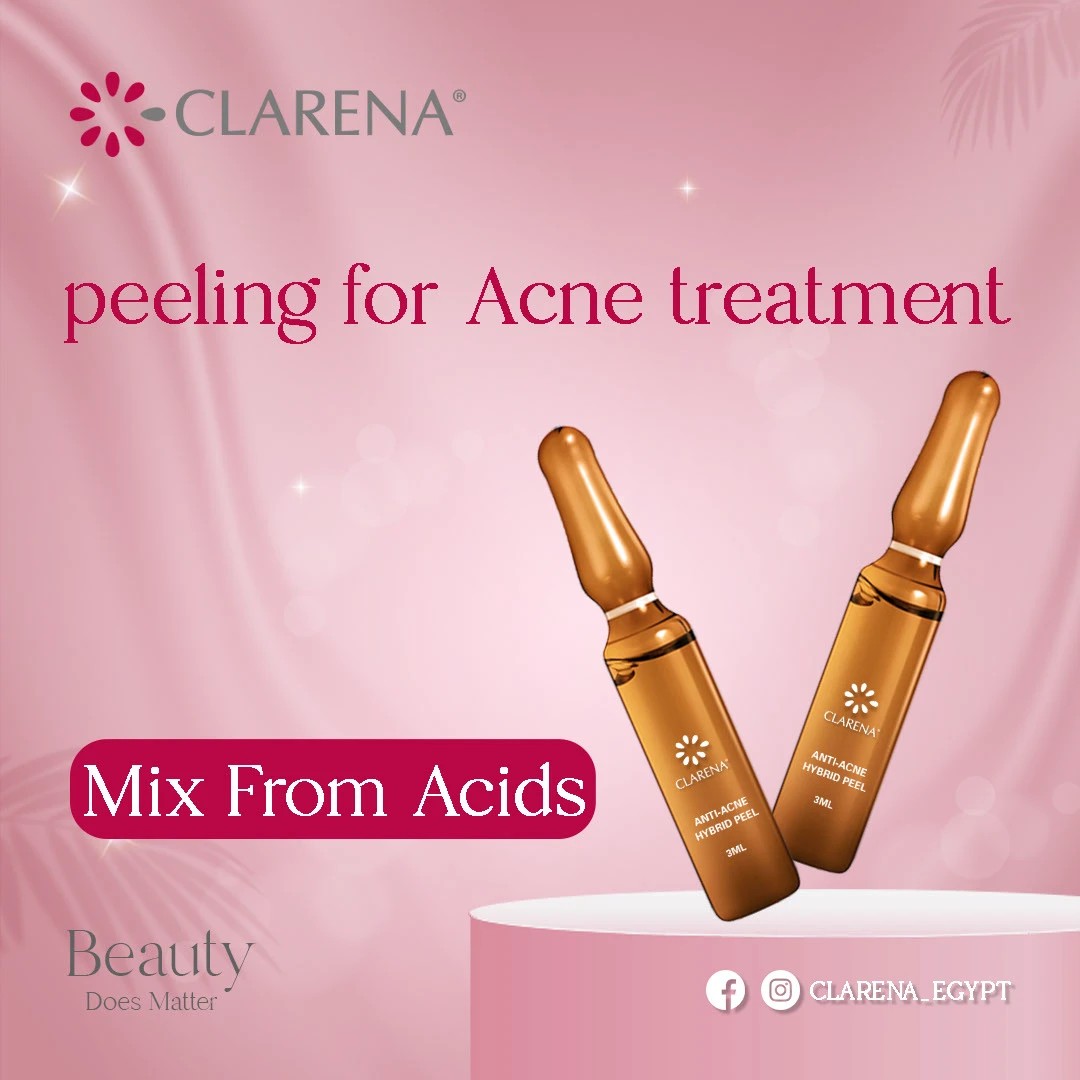 CLARENA®
peeling for Acne treatment
CLARENA®
ANTI-ACNE
HYBRID PEEL
3ML
CLARENA®
ANTI-ACNE
HYBRID PEEL
3ML
Mix From Acids
Beauty
Does Matter
CLARENA_EGYPT